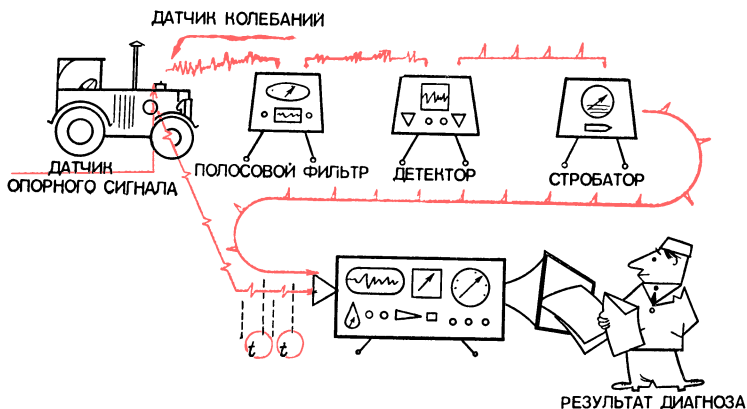 ДАТЧИК КОЛЕБАНИЙ
ДАТЧИК
ОПОРНОГО СИГНАЛА
ПОЛОСОВОЙ ФИЛЬТР
ДЕТЕКТОР
СТРОБАТОР
t
t
РЕЗУЛЬТАТ ДИАГНОЗА